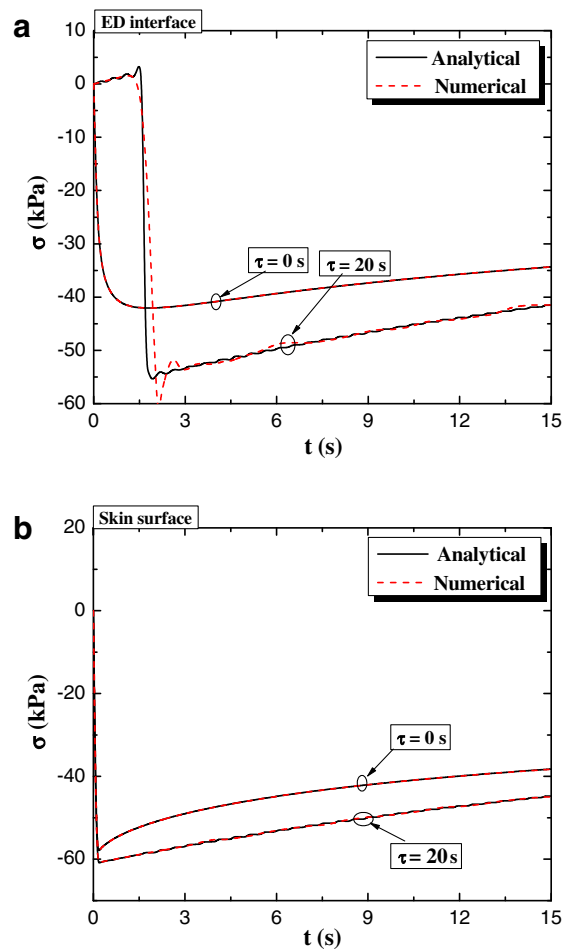 a
ED interface
10
0
-10
-20
-30
-40
-50
-60
σ (kPa)
Analytical
Numerical
τ = 0 s
τ = 20 s
0
3
6
9
12
15
t (s)
b
Skin surface
20
0
-20
-40
-60
σ (kPa)
Analytical
Numerical
τ = 0 s
τ = 20 s
0
3
6
9
12
15
t (s)